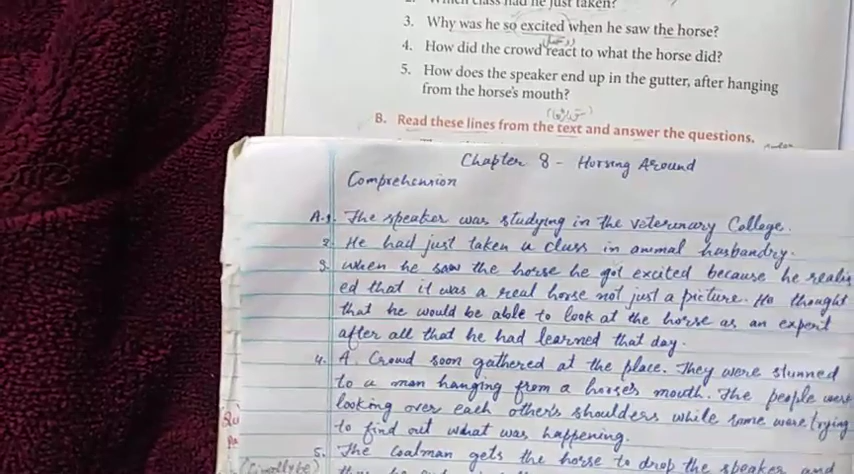 class had he just taken?
3. Why was he so excited when he saw the horse?
4. How did the crowd react to what the horse did?
5. How does the speaker end up in the gutter, after hanging
from the horse's mouth?
B. Read these lines from the text and answer the questions.
Chapter 8 - Horsing Around
Comprehension
A.1. The speaker was studying in the veterinary College.
2. He had just taken a class in animal husbandry.
3. When he saw the horse he got excited because he realis
ed that it was a real horse not just a picture. He thought
that he would be able to look at the horse as an expert
after all that he had learned that day.
4. A Crowd soon gathered at the place. They were stunned
to a man hanging from a horse's mouth. The people were
looking over each other's shoulders while some were trying
to find out what was happening.
5. The coalman gets the horse to drop the speaker and